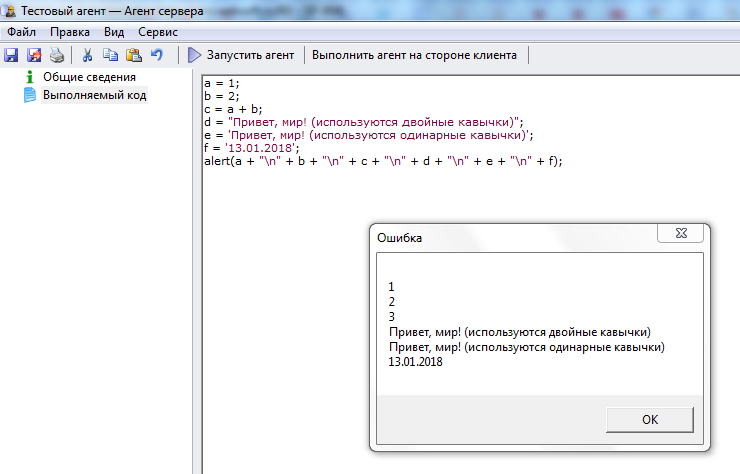 Тестовый агент — Агент сервера
Файл Правка Вид Сервис
Запустить агент Выполнить агент на стороне клиента
Общие сведения
Выполняемый код
a = 1;
b = 2;
c = a + b;
d = "Привет, мир! (используются двойные кавычки)";
e = 'Привет, мир! (используются одинарные кавычки)';
f = '13.01.2018';
alert(a + "\n" + b + "\n" + c + "\n" + d + "\n" + e + "\n" + f);
Ошибка
1
2
3
Привет, мир! (используются двойные кавычки)
Привет, мир! (используются одинарные кавычки)
13.01.2018
OK